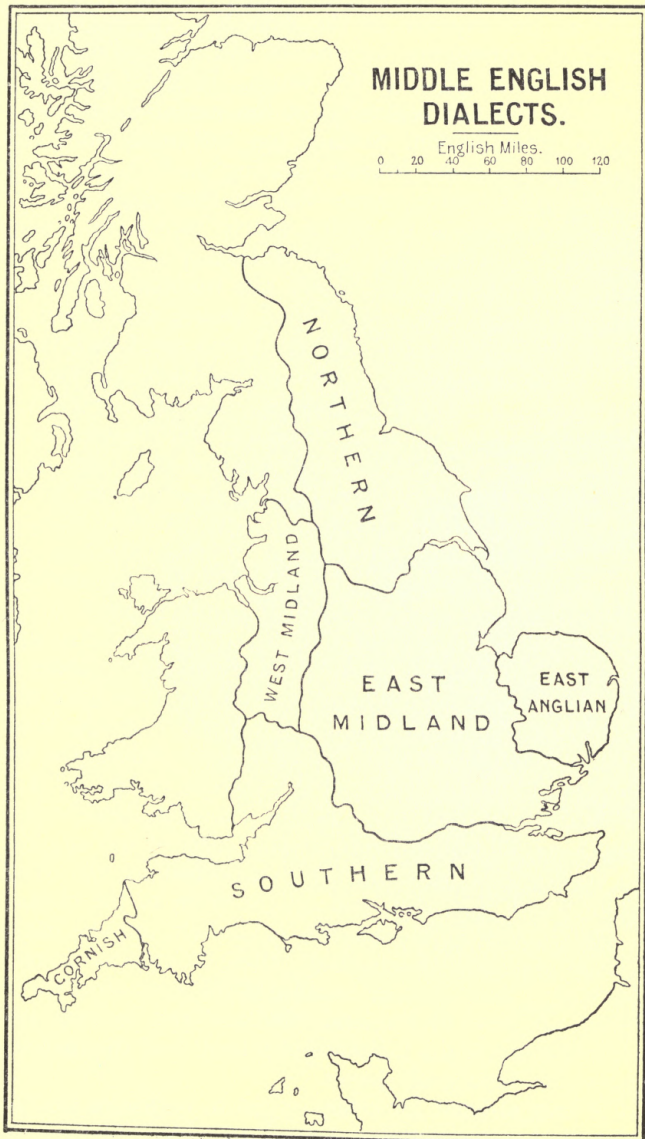 MIDDLE ENGLISH
DIALECTS.
English Miles.
0 20 40 60 80 100 120
NORTHERN
WEST MIDLAND
EAST
MIDLAND
EAST
ANGLIAN
SOUTHERN
CORNISH